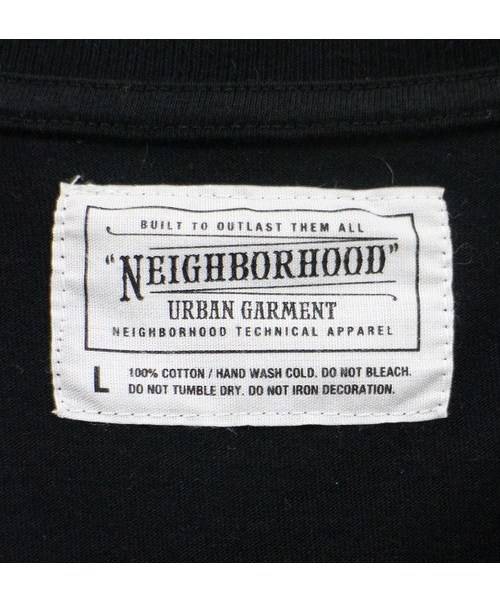 BUILT TO OUTLAST THEM ALL
"NEIGHBORHOOD"
URBAN GARMENT
NEIGHBORHOOD TECHNICAL APPAREL
L 100% COTTON / HAND WASH COLD. DO NOT BLEACH.
DO NOT TUMBLE DRY. DO NOT IRON DECORATION.